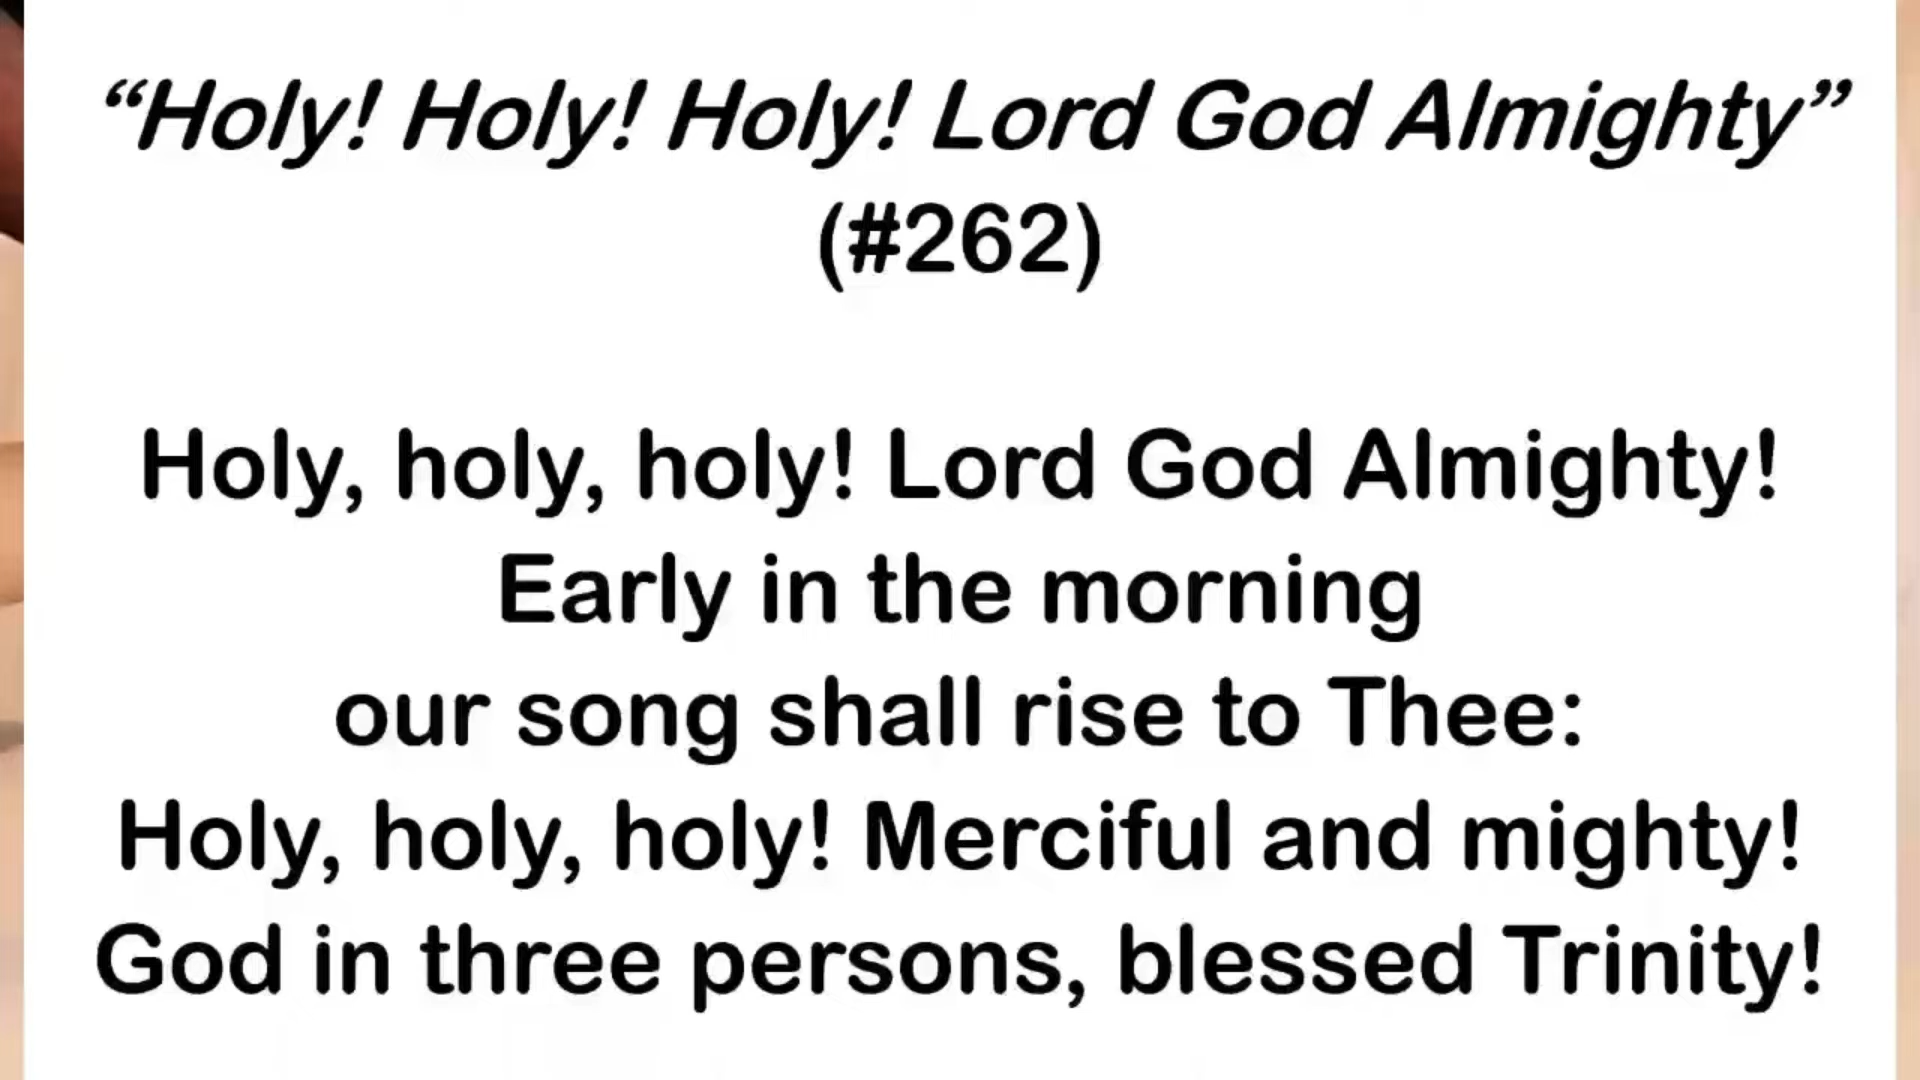 “Holy! Holy! Holy! Lord God Almighty”
(#262)
Holy, holy, holy! Lord God Almighty!
Early in the morning
our song shall rise to Thee:
Holy, holy, holy! Merciful and mighty!
God in three persons, blessed Trinity!